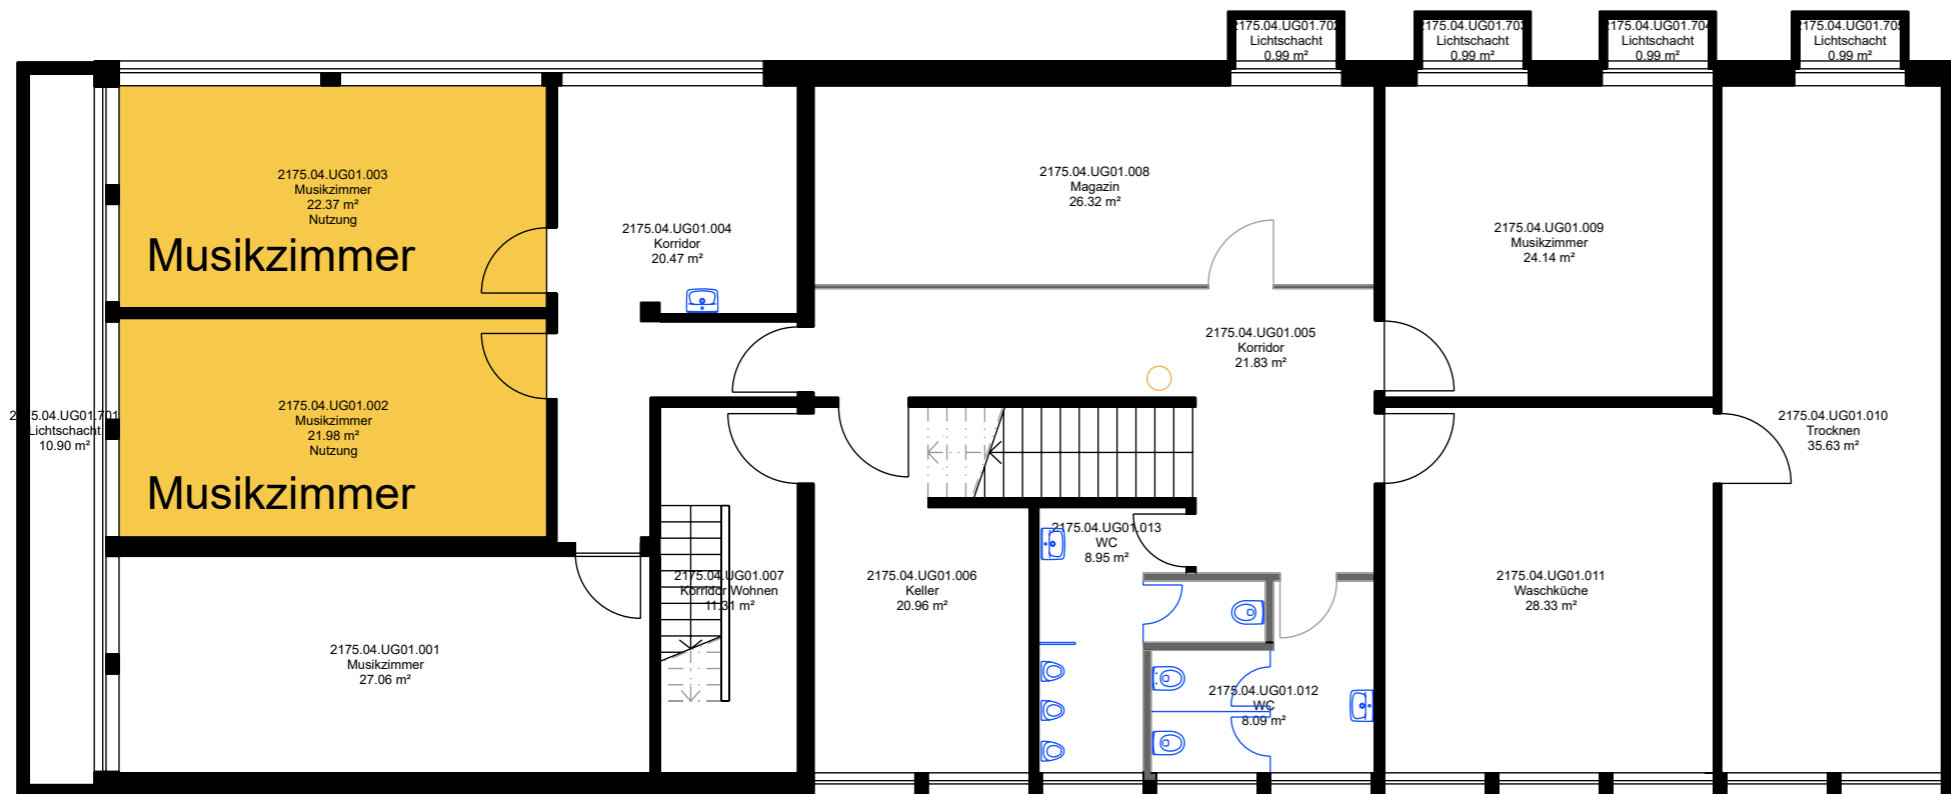 2175.04.UG01.702
Lichtschacht
0.99 m²
2175.04.UG01.703
Lichtschacht
0.99 m²
2175.04.UG01.704
Lichtschacht
0.99 m²
2175.04.UG01.705
Lichtschacht
0.99 m²
2175.04.UG01.003
Musikzimmer
22.37 m²
Nutzung
Musikzimmer
2175.04.UG01.004
Korridor
20.47 m²
2175.04.UG01.008
Magazin
26.32 m²
2175.04.UG01.009
Musikzimmer
24.14 m²
2175.04.UG01.005
Korridor
21.83 m²
2175.04.UG01.701
Lichtschacht
10.90 m²
2175.04.UG01.002
Musikzimmer
21.98 m²
Nutzung
Musikzimmer
2175.04.UG01.010
Trocknen
35.63 m²
2175.04.UG01.013
WC
8.95 m²
2175.04.UG01.007
Korridor Wohnen
11.31 m²
2175.04.UG01.006
Keller
20.96 m²
2175.04.UG01.011
Waschküche
28.33 m²
2175.04.UG01.001
Musikzimmer
27.06 m²
2175.04.UG01.012
WC
8.09 m²